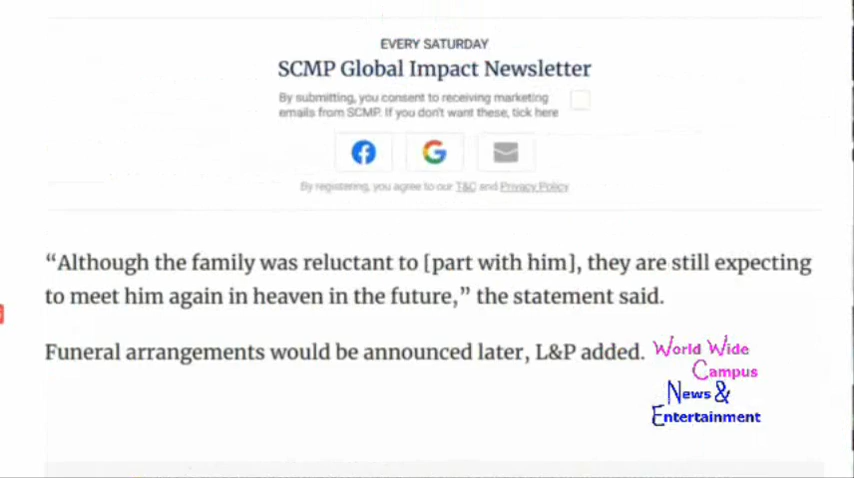 EVERY SATURDAY
SCMP Global Impact Newsletter
By submitting, you consent to receiving marketing
emails from SCMP. If you don't want these, tick here
By registering, you agree to our T&C and Privacy Policy
“Although the family was reluctant to [part with him], they are still expecting
to meet him again in heaven in the future,” the statement said.
Funeral arrangements would be announced later, L&P added.
World Wide
Campus
News &
Entertainment